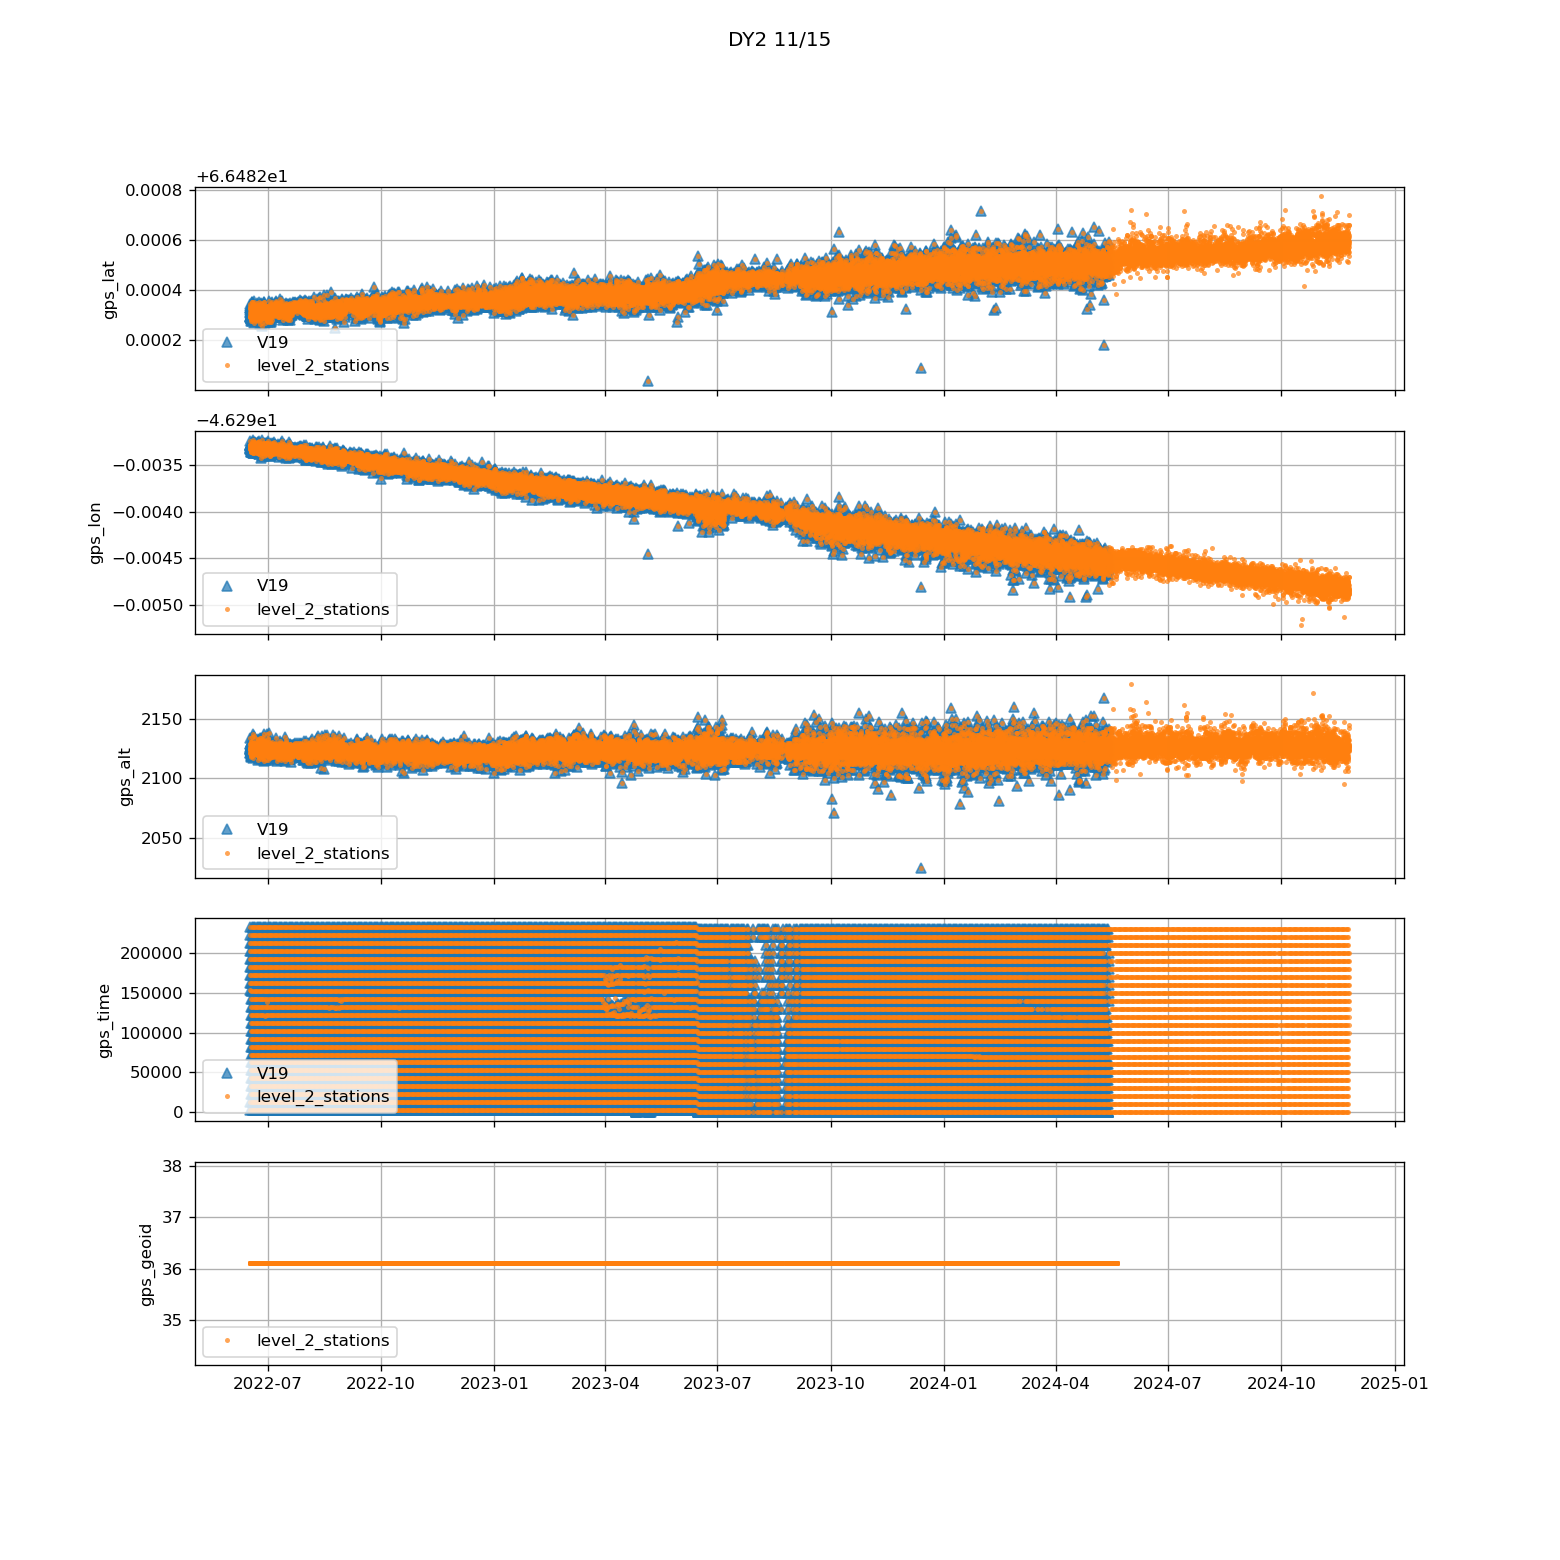 DY2 11/15
+6.6482e1
0.0008
0.0006
0.0004
0.0002
gps_lat
V19
level_2_stations
−4.629e1
−0.0035
−0.0040
−0.0045
−0.0050
gps_lon
V19
level_2_stations
2150
2100
2050
gps_alt
V19
level_2_stations
200000
150000
100000
50000
0
gps_time
V19
level_2_stations
38
37
36
35
gps_geoid
level_2_stations
2022-07 2022-10 2023-01 2023-04 2023-07 2023-10 2024-01 2024-04 2024-07 2024-10 2025-01